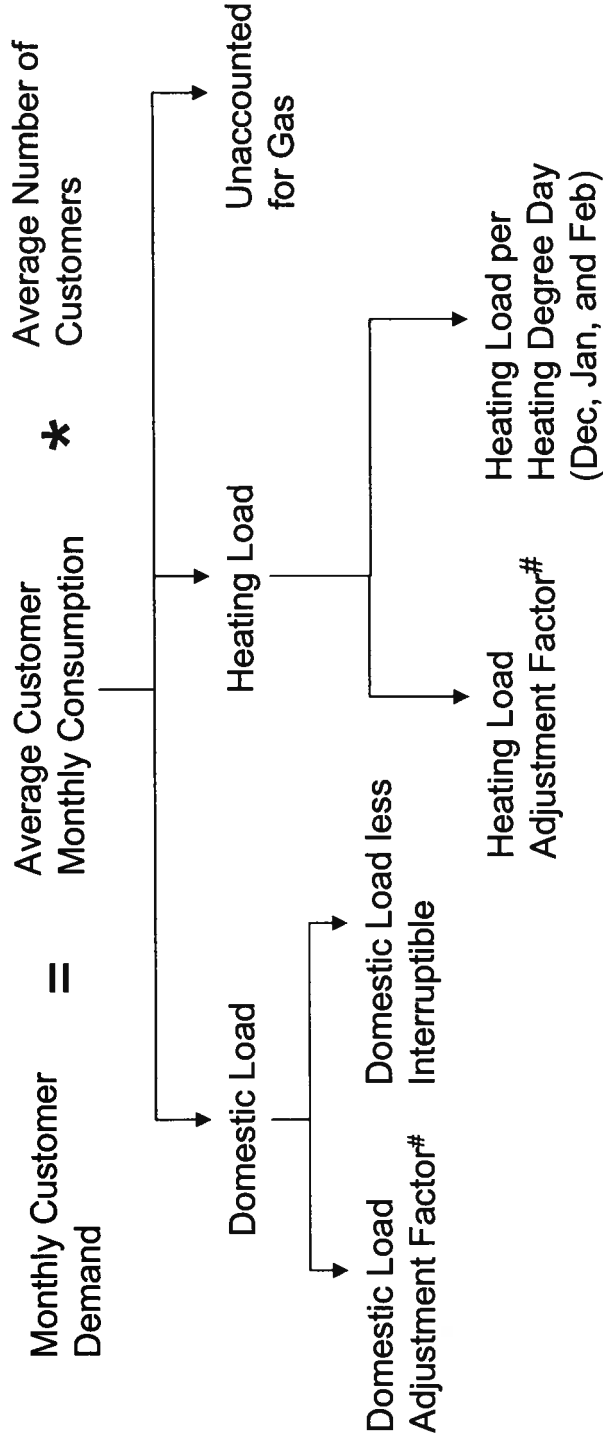 Monthly Customer
Demand
=
Average Customer
Monthly Consumption
*
Average Number of
Customers
Domestic Load
Heating Load
Unaccounted
for Gas
Domestic Load
Adjustment Factor#
Domestic Load less
Interruptible
Heating Load
Adjustment Factor#
Heating Load per
Heating Degree Day
(Dec, Jan, and Feb)